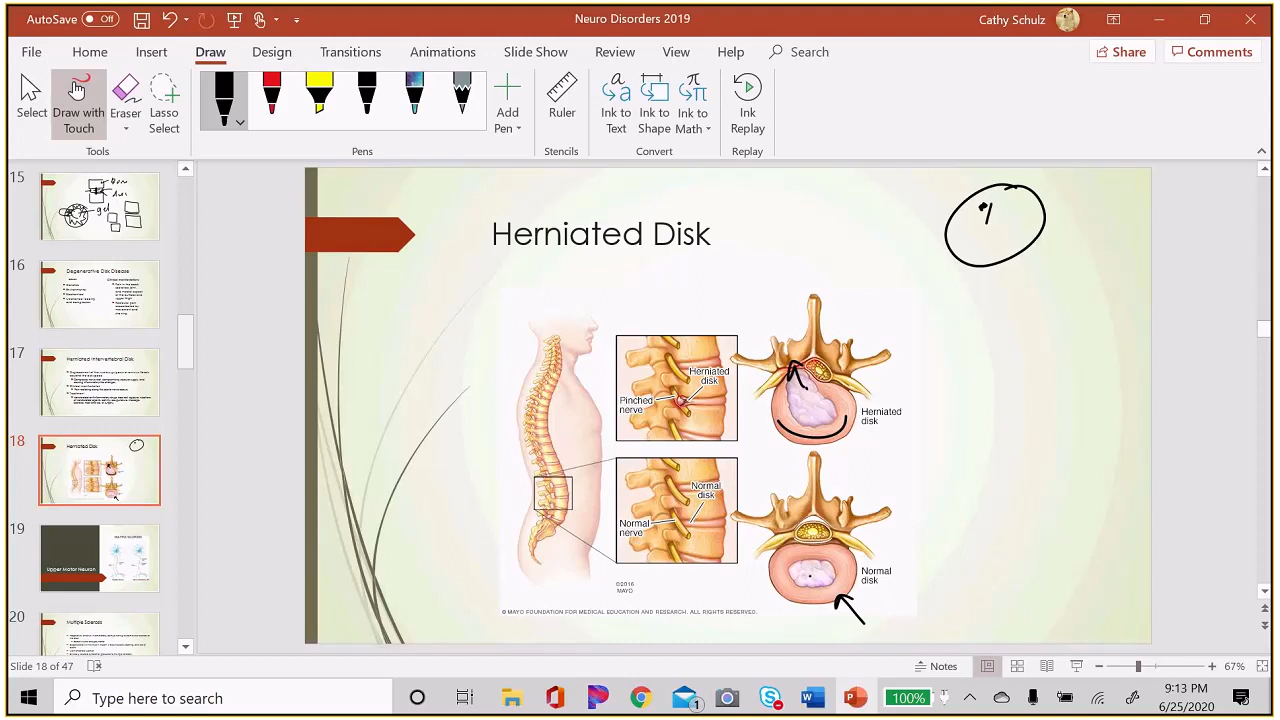 AutoSave Off
Neuro Disorders 2019
Cathy Schulz
File Home Insert Draw Design Transitions Animations Slide Show Review View Help Search
Share Comments
Select
Draw with Touch
Eraser
Lasso Select
Add Pen
Ruler
Ink to Text
Ink to Shape
Ink to Math
Ink Replay
Tools Pens Stencils Convert Replay
15
gel
16
Degenerative Disk Disease
17
Herniated Intervertebral Disk
18
Herniated Disk
19
Upper Motor Neuron
20
Multiple Sclerosis
Herniated Disk
Herniated disk
Pinched nerve
Herniated disk
Normal disk
Normal nerve
Normal disk
©2016 MAYO
© MAYO FOUNDATION FOR MEDICAL EDUCATION AND RESEARCH. ALL RIGHTS RESERVED.
Slide 18 of 47
Notes
67%
Type here to search
1
100%
9:13 PM
6/25/2020